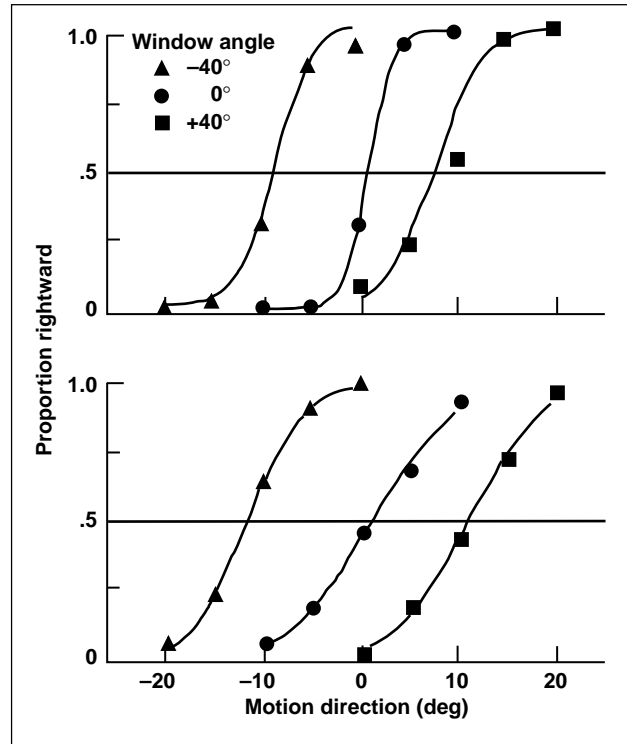 1.0
Window angle
–40°
0°
+40°
.5
0
Proportion rightward
1.0
.5
0
–20 –10 0 10 20
Motion direction (deg)